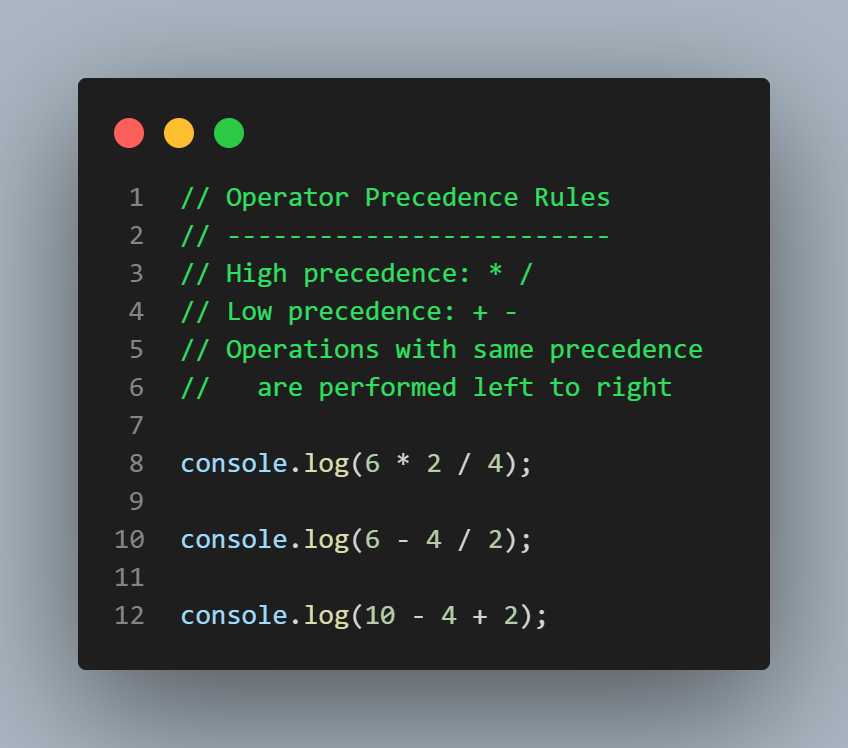 1 // Operator Precedence Rules
2 // -------------------------
3 // High precedence: * /
4 // Low precedence: + -
5 // Operations with same precedence
6 //   are performed left to right
7
8 console.log(6 * 2 / 4);
9
10 console.log(6 - 4 / 2);
11
12 console.log(10 - 4 + 2);